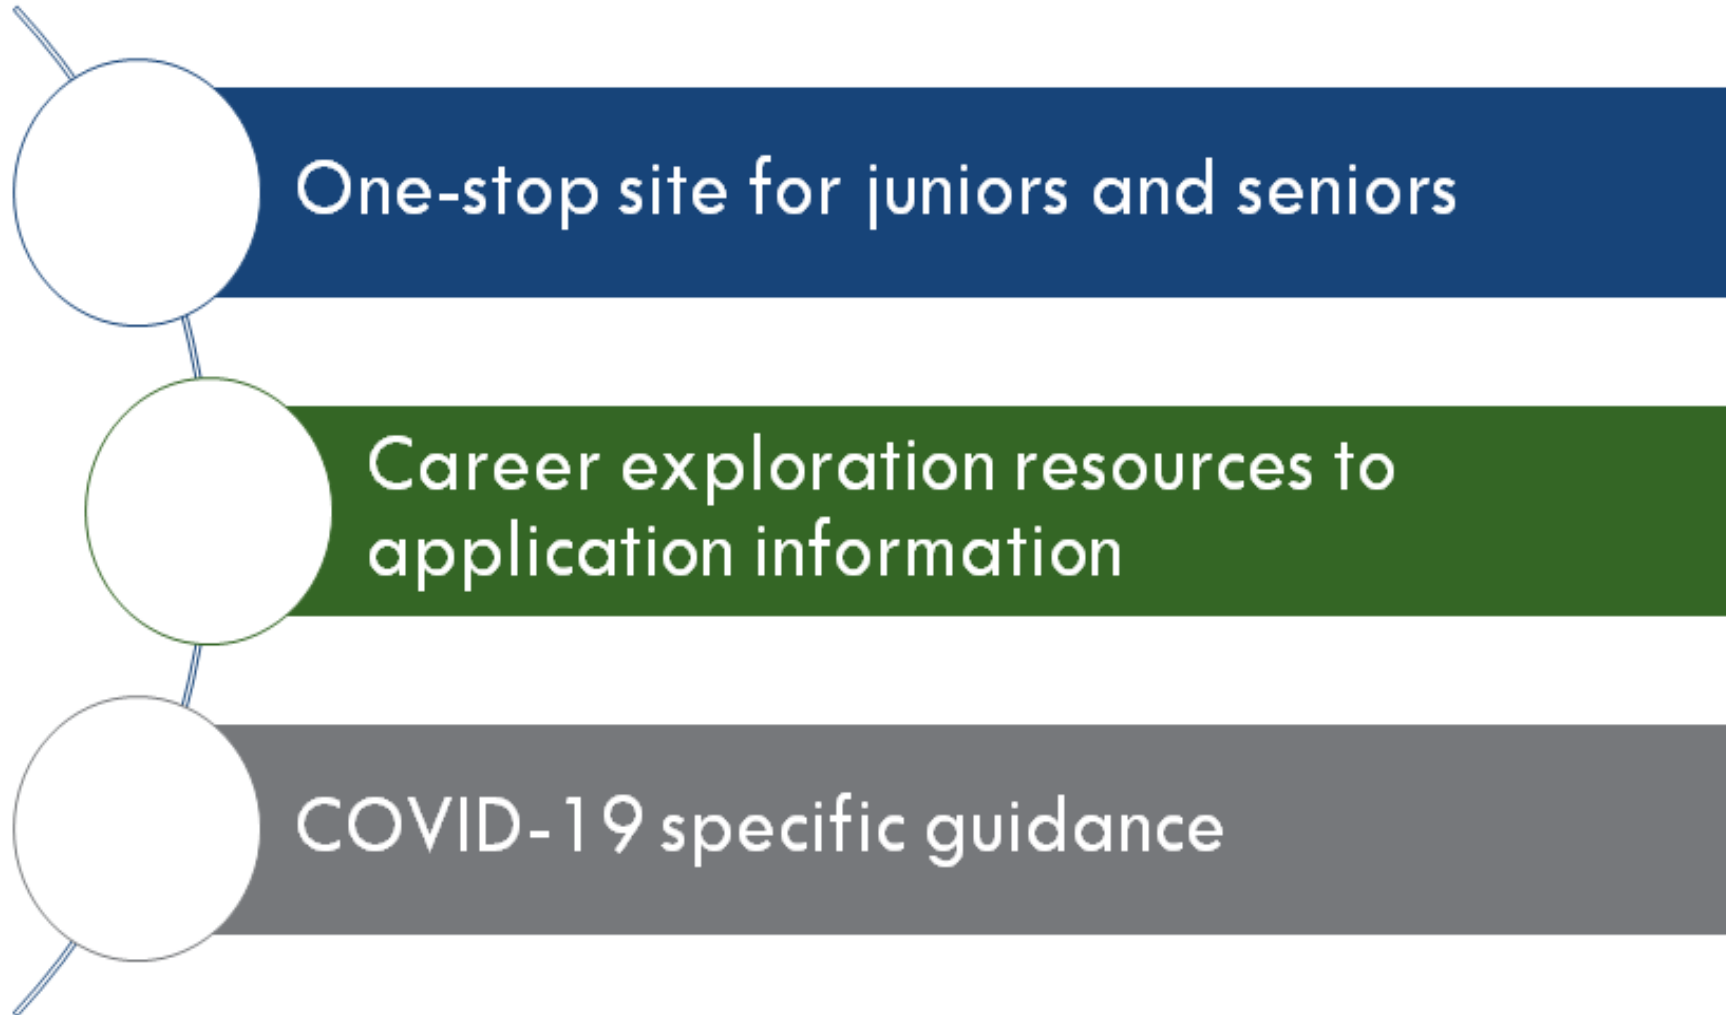 One-stop site for juniors and seniors
Career exploration resources to
application information
COVID-19 specific guidance